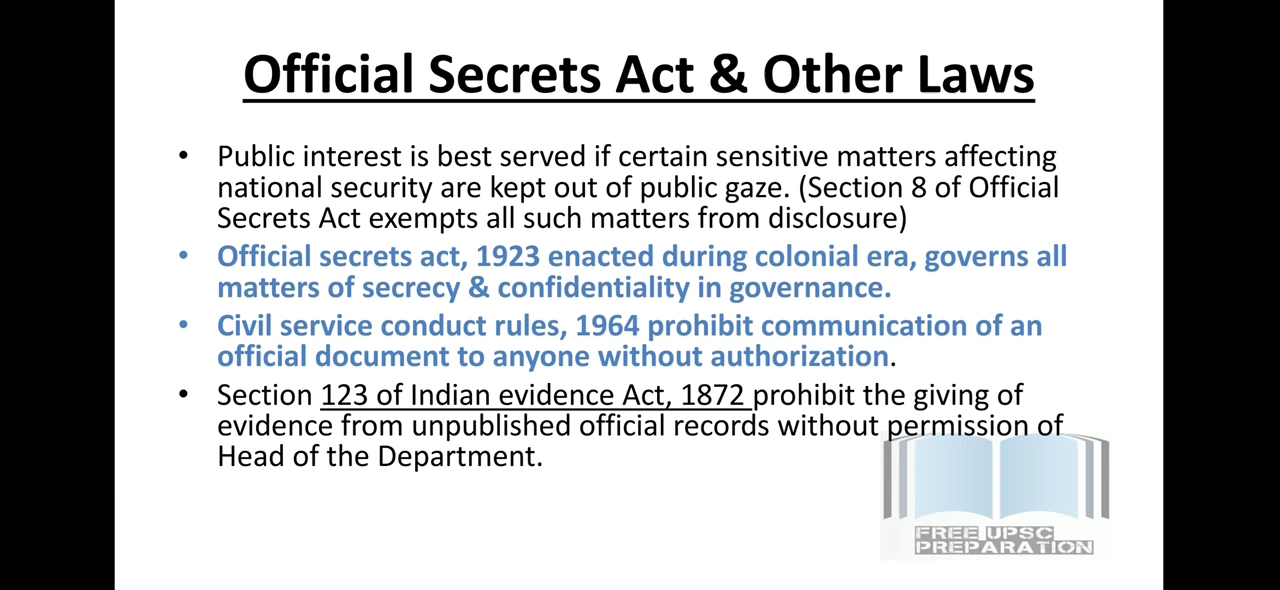 Official Secrets Act & Other Laws
• Public interest is best served if certain sensitive matters affecting
national security are kept out of public gaze. (Section 8 of Official
Secrets Act exempts all such matters from disclosure)
• Official secrets act, 1923 enacted during colonial era, governs all
matters of secrecy & confidentiality in governance.
• Civil service conduct rules, 1964 prohibit communication of an
official document to anyone without authorization.
• Section 123 of Indian evidence Act, 1872 prohibit the giving of
evidence from unpublished official records without permission of
Head of the Department.
FREE UPSC
PREPARATION